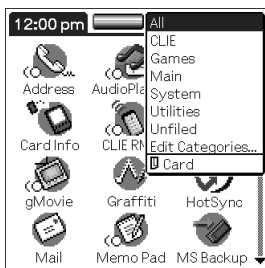 12:00 pm
All
CLIE
Games
Main
System
Utilities
Unfiled
Edit Categories...
Card
Address
AudioPla
Card Info
CLIE RM
gMovie
Graffiti
HotSync
Mail
Memo Pad
MS Backup